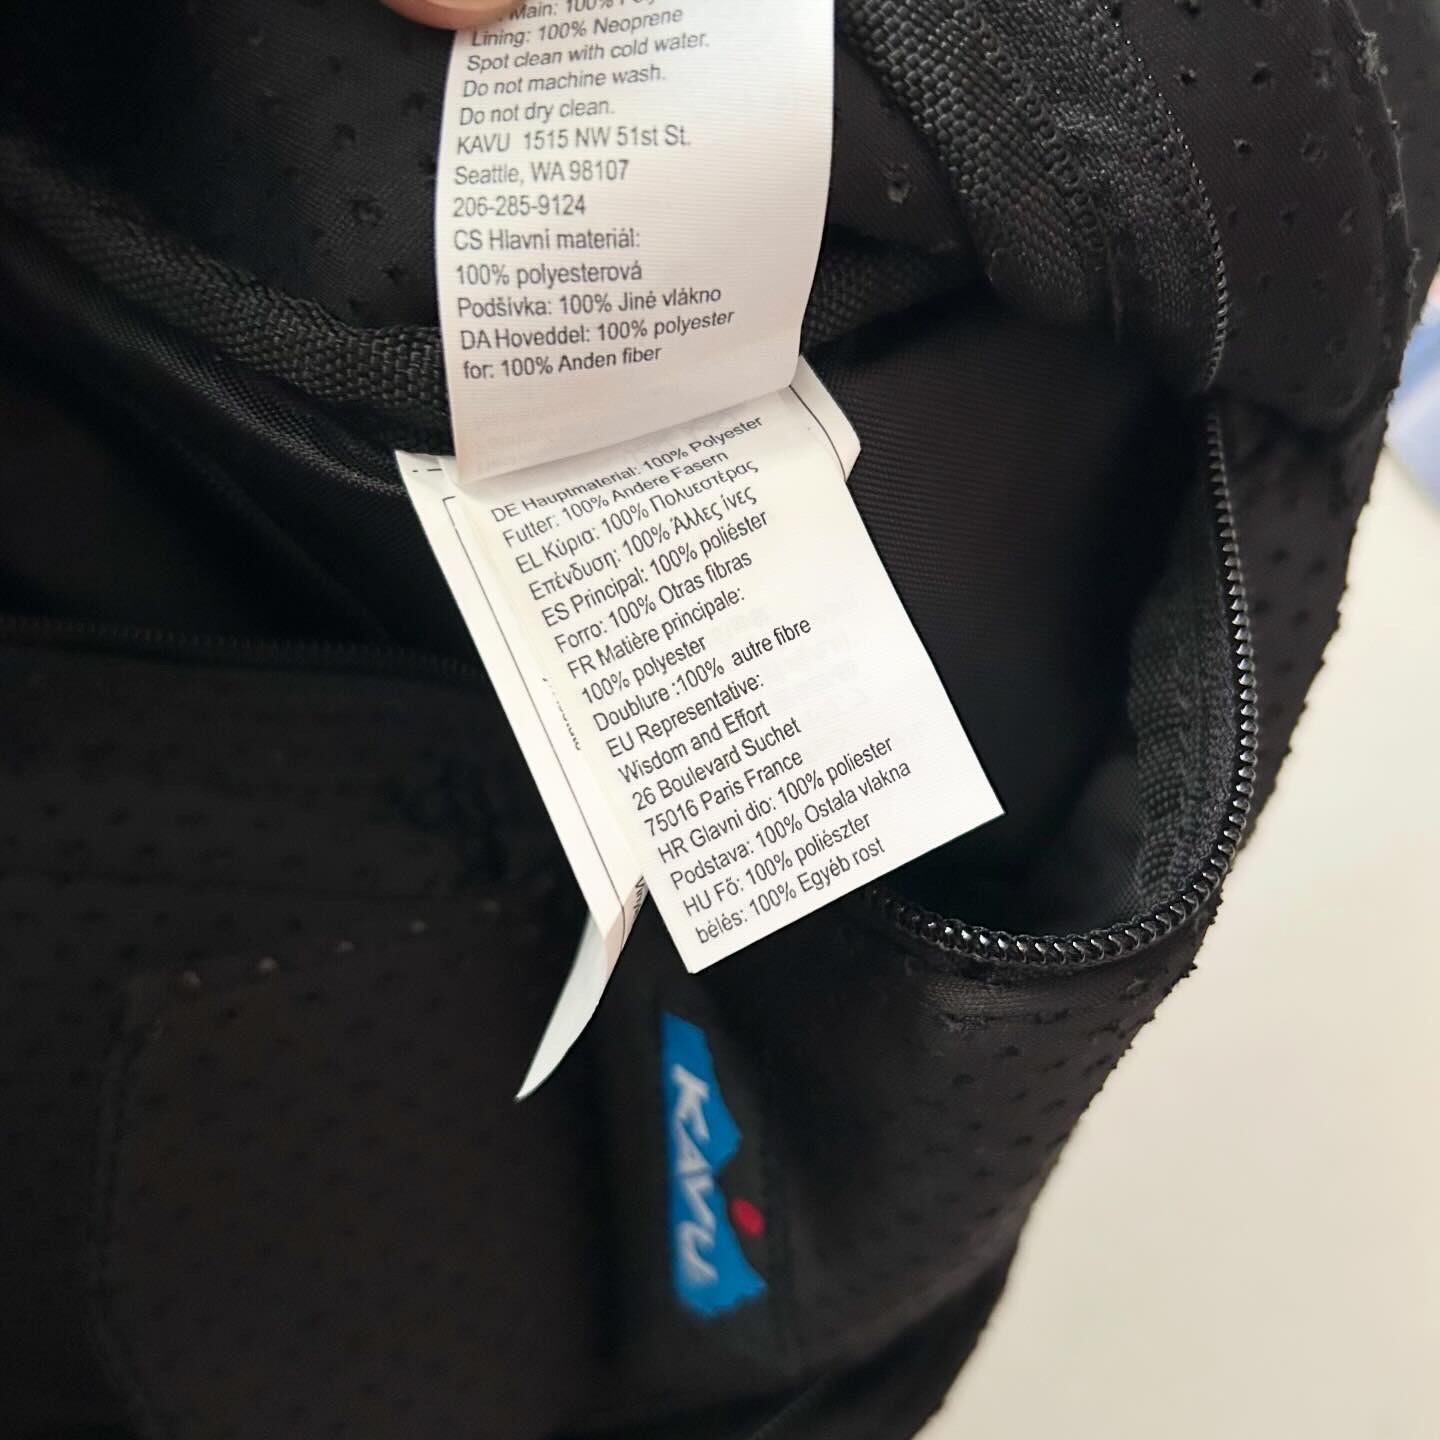 Main: 100%
Lining: 100% Neoprene
Spot clean with cold water.
Do not machine wash.
Do not dry clean.
KAVU 1515 NW 51st St.
Seattle, WA 98107
206-285-9124
CS Hlavní materiál:
100% polyesterová
Podšívka: 100% Jiné vlákno
DA Hoveddel: 100% polyester
for: 100% Anden fiber
DE Hauptmaterial: 100% Polyester
Futter: 100% Andere Fasern
EL Κύρια: 100% Πολυεστέρας
Επένδυση: 100% Άλλες ίνες
ES Principal: 100% poliéster
Forro: 100% Otras fibras
FR Matière principale:
100% polyester
Doublure :100% autre fibre
EU Representative:
Wisdom and Effort
26 Boulevard Suchet
75016 Paris France
HR Glavni dio: 100% poliester
Podstava: 100% Ostala vlakna
HU Fő: 100% poliészter
bélés: 100% Egyéb rost
KAVU